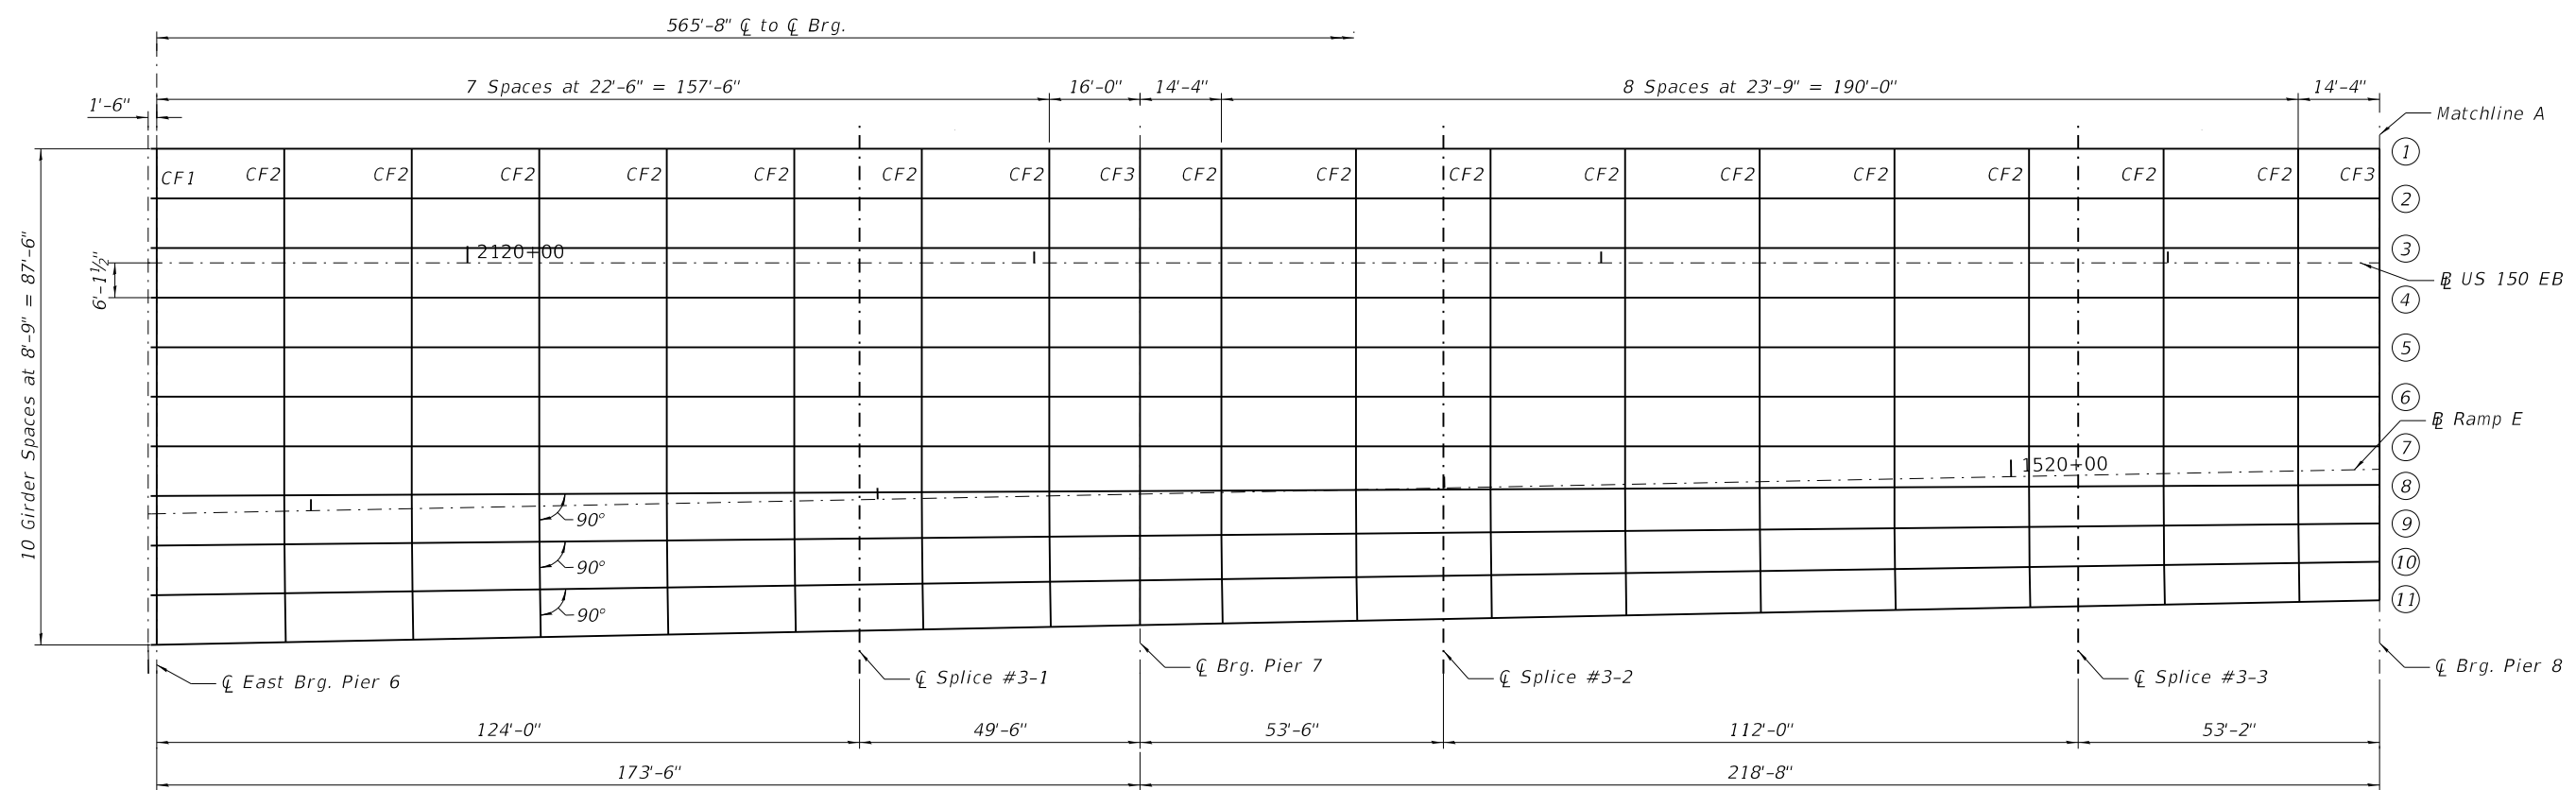 565'-8" ℄ to ℄ Brg.
7 Spaces at 22'-6" = 157'-6"
16'-0"
14'-4"
8 Spaces at 23'-9" = 190'-0"
14'-4"
1'-6"
Matchline A
CF1 CF2 CF2 CF2 CF2 CF2 CF2 CF2 CF3 CF2 CF2 CF2 CF2 CF2 CF2 CF2 CF2 CF2 CF3
1
2
3
2120+00
6'-1½"
10 Girder Spaces at 8'-9" = 87'-6"
BL US 150 EB
4
5
6
BL Ramp E
7
1520+00
8
90°
9
90°
10
90°
11
℄ East Brg. Pier 6
℄ Splice #3-1
℄ Brg. Pier 7
℄ Splice #3-2
℄ Splice #3-3
℄ Brg. Pier 8
124'-0"
49'-6"
53'-6"
112'-0"
53'-2"
173'-6"
218'-8"